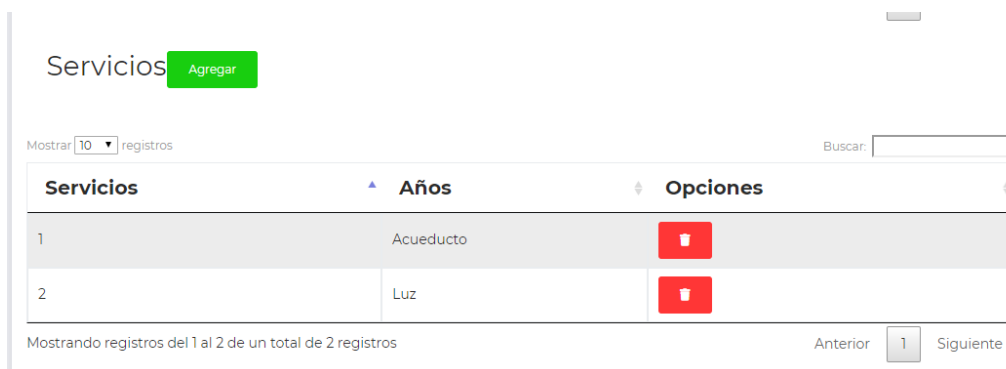 Servicios Agregar
Mostrar 10 registros Buscar:
Servicios Años Opciones
1 Acueducto
2 Luz
Mostrando registros del 1 al 2 de un total de 2 registros Anterior 1 Siguiente